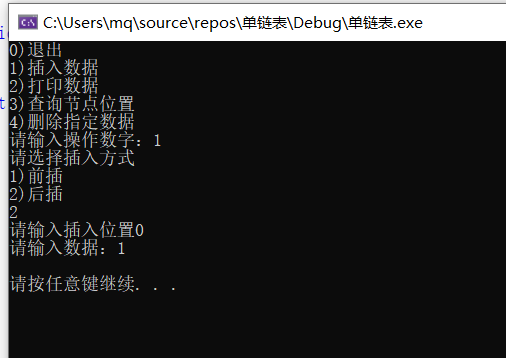 C:\Users\mq\source\repos\单链表\Debug\单链表.exe
0)退出
1)插入数据
2)打印数据
3)查询节点位置
4)删除指定数据
请输入操作数字：1
请选择插入方式
1)前插
2)后插
2
请输入插入位置0
请输入数据：1
请按任意键继续. . .